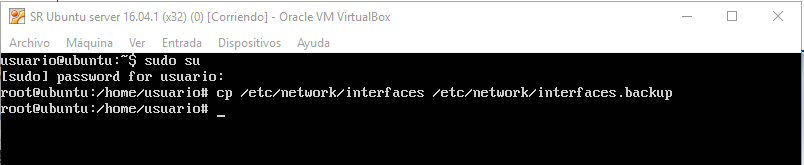 SR Ubuntu server 16.04.1 (x32) (0) [Corriendo] - Oracle VM VirtualBox
Archivo Máquina Ver Entrada Dispositivos Ayuda
usuario@ubuntu:~$ sudo su
[sudo] password for usuario:
root@ubuntu:/home/usuario# cp /etc/network/interfaces /etc/network/interfaces.backup
root@ubuntu:/home/usuario# _